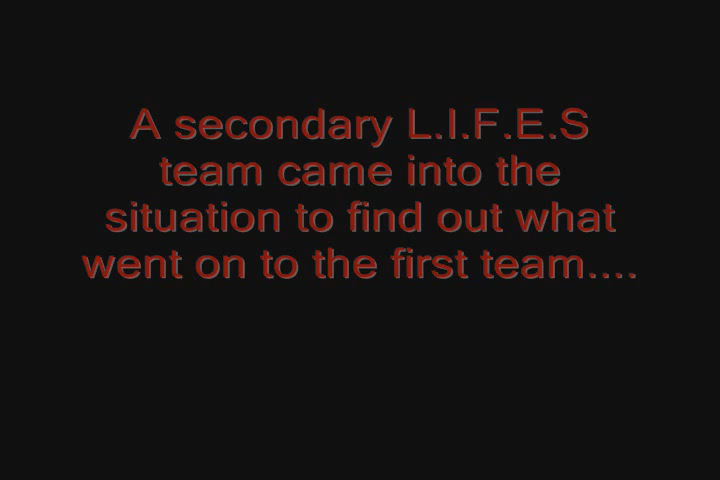 A secondary L.I.F.E.S
team came into the
situation to find out what
went on to the first team....